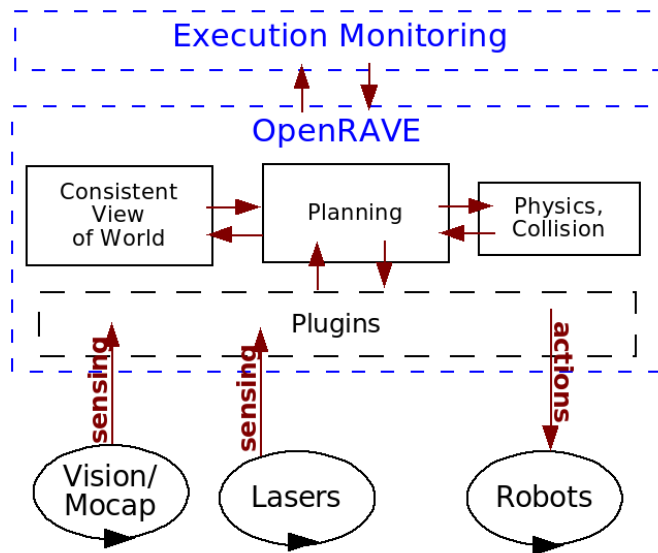 Execution Monitoring
OpenRAVE
Consistent
View
of World
Planning
Physics,
Collision
Plugins
sensing
sensing
actions
Vision/
Mocap
Lasers
Robots